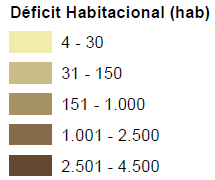 Déficit Habitacional (hab)
4 - 30
31 - 150
151 - 1.000
1.001 - 2.500
2.501 - 4.500